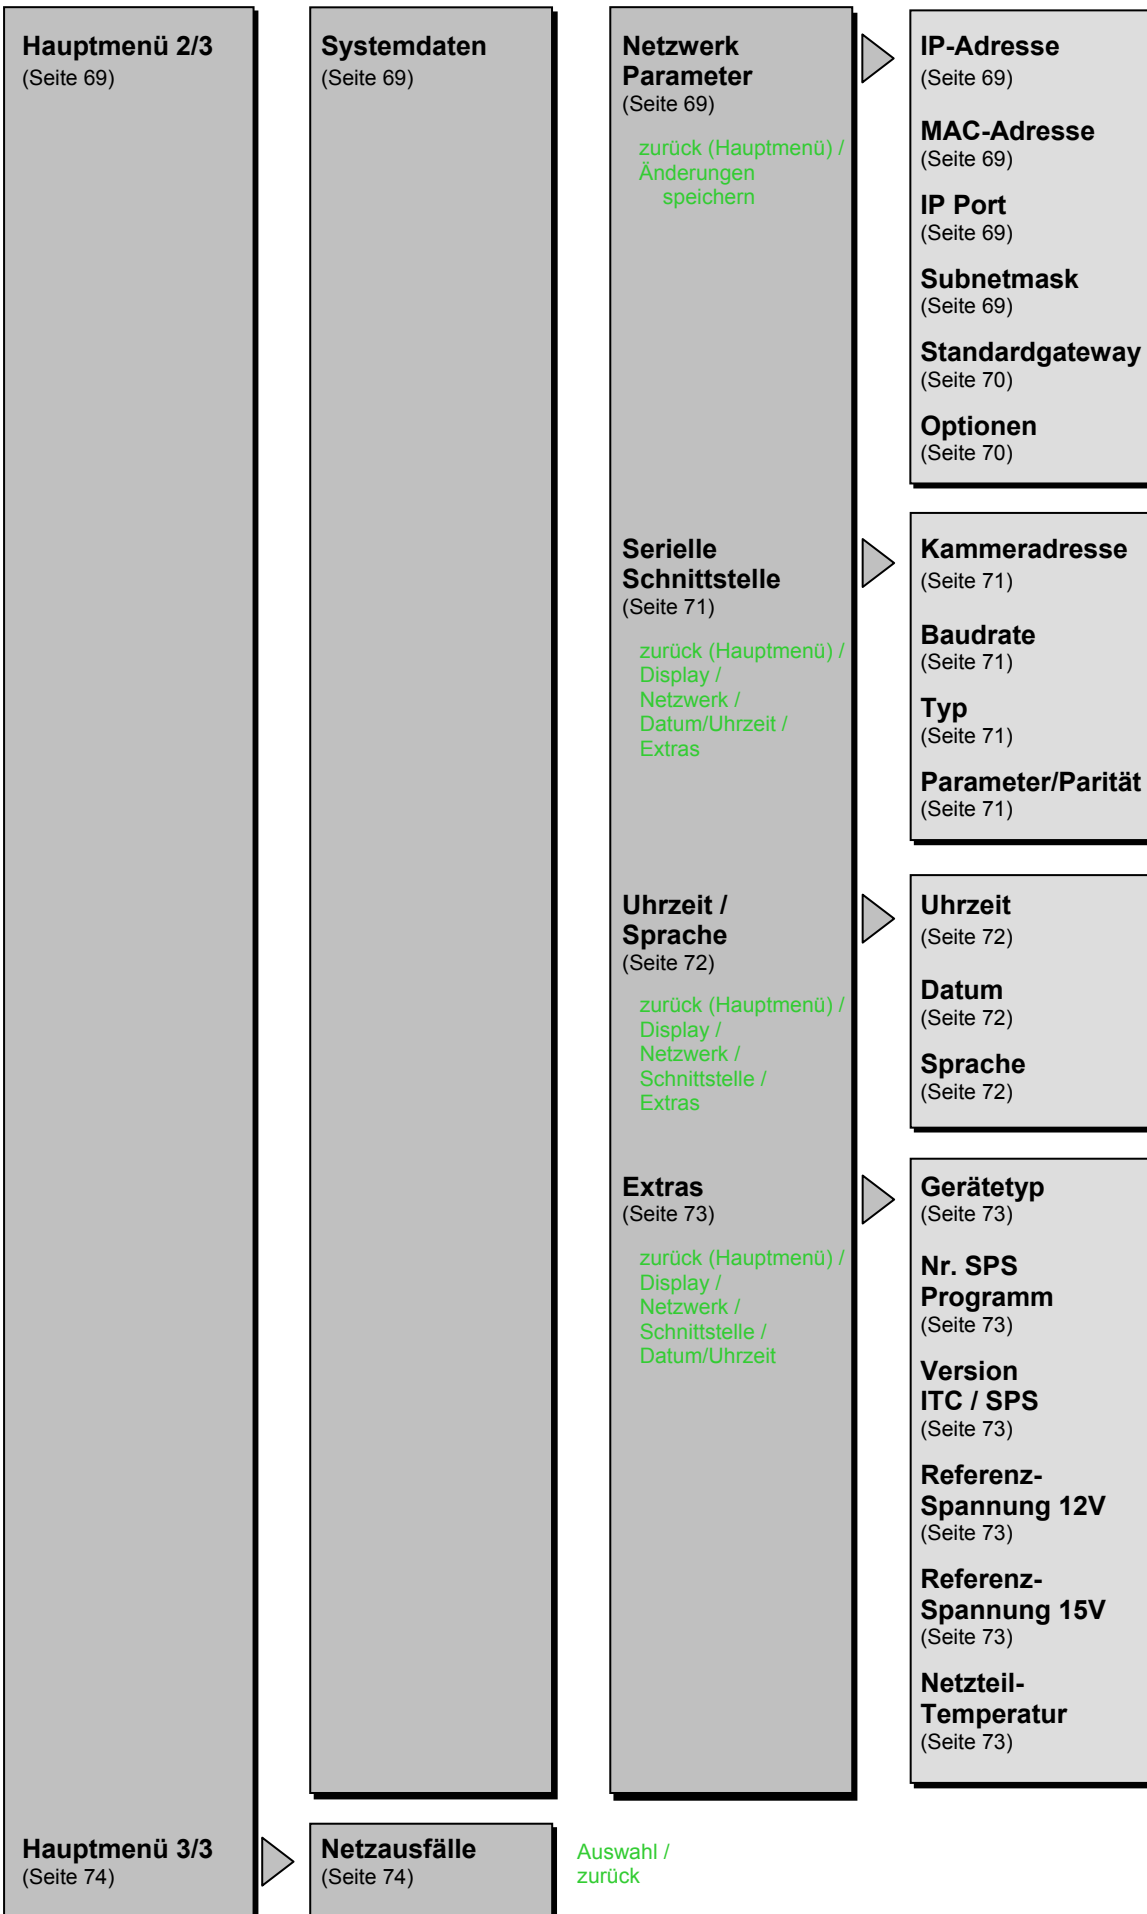 Hauptmenü 2/3
(Seite 69)
Systemdaten
(Seite 69)
Netzwerk
Parameter
(Seite 69)
zurück (Hauptmenü) /
Änderungen
speichern
IP-Adresse
(Seite 69)
MAC-Adresse
(Seite 69)
IP Port
(Seite 69)
Subnetmask
(Seite 69)
Standardgateway
(Seite 70)
Optionen
(Seite 70)
Serielle
Schnittstelle
(Seite 71)
zurück (Hauptmenü) /
Display /
Netzwerk /
Datum/Uhrzeit /
Extras
Kammeradresse
(Seite 71)
Baudrate
(Seite 71)
Typ
(Seite 71)
Parameter/Parität
(Seite 71)
Uhrzeit /
Sprache
(Seite 72)
zurück (Hauptmenü) /
Display /
Netzwerk /
Schnittstelle /
Extras
Uhrzeit
(Seite 72)
Datum
(Seite 72)
Sprache
(Seite 72)
Extras
(Seite 73)
zurück (Hauptmenü) /
Display /
Netzwerk /
Schnittstelle /
Datum/Uhrzeit
Gerätetyp
(Seite 73)
Nr. SPS
Programm
(Seite 73)
Version
ITC / SPS
(Seite 73)
Referenz-
Spannung 12V
(Seite 73)
Referenz-
Spannung 15V
(Seite 73)
Netzteil-
Temperatur
(Seite 73)
Hauptmenü 3/3
(Seite 74)
Netzausfälle
(Seite 74)
Auswahl /
zurück